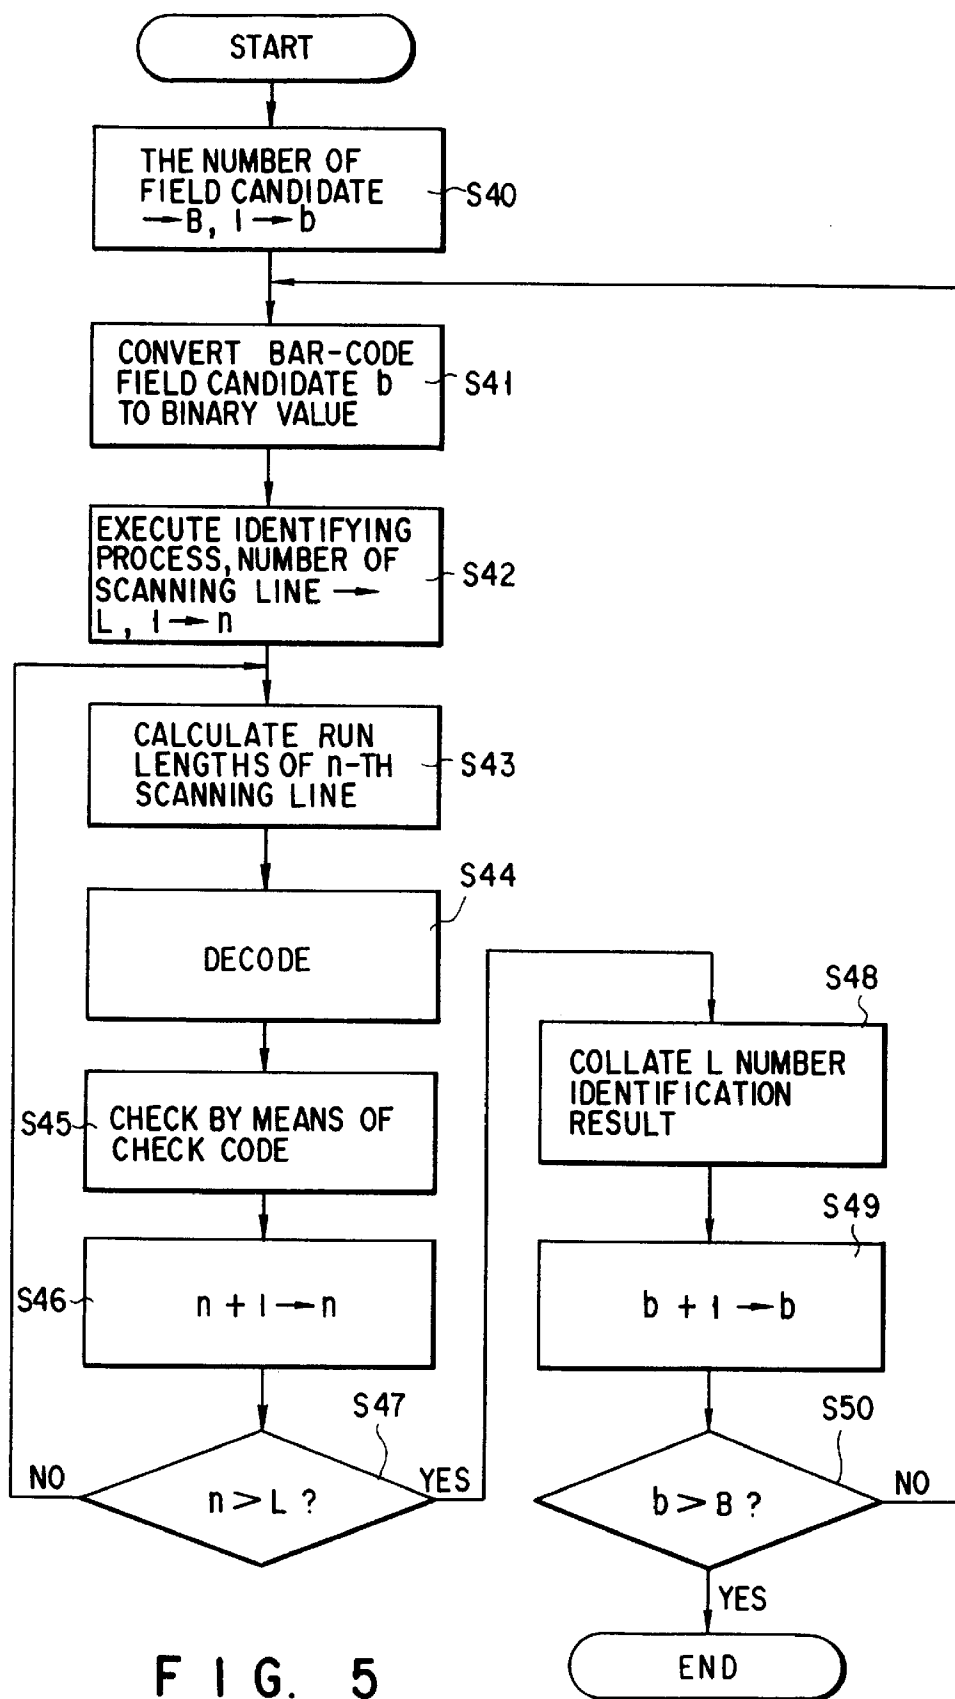 START
THE NUMBER OF
FIELD CANDIDATE
→B, 1→b
S40
CONVERT BAR-CODE
FIELD CANDIDATE b
TO BINARY VALUE
S41
EXECUTE IDENTIFYING
PROCESS, NUMBER OF
SCANNING LINE →
L, 1→n
S42
CALCULATE RUN
LENGTHS OF n-TH
SCANNING LINE
S43
S44
DECODE
S45
CHECK BY MEANS OF
CHECK CODE
S46
n + 1 → n
S47
n > L ?
NO
YES
S48
COLLATE L NUMBER
IDENTIFICATION
RESULT
S49
b + 1 → b
S50
b > B ?
NO
YES
END
FIG. 5